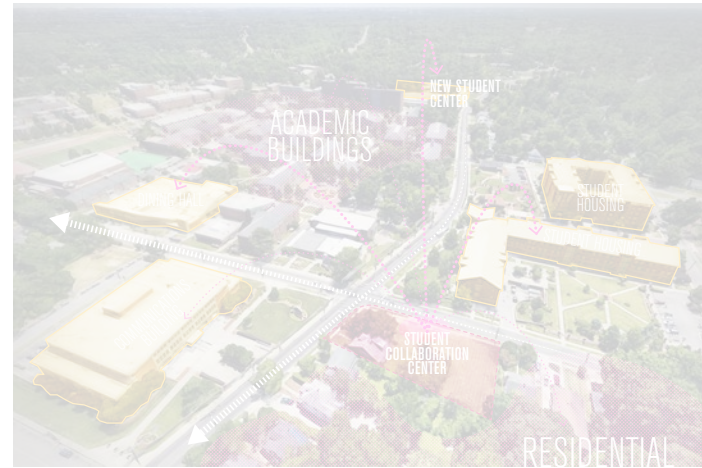 NEW STUDENT
CENTER
ACADEMIC
BUILDINGS
STUDENT
HOUSING
STUDENT
COLLABORATION
CENTER
RESIDENTIAL